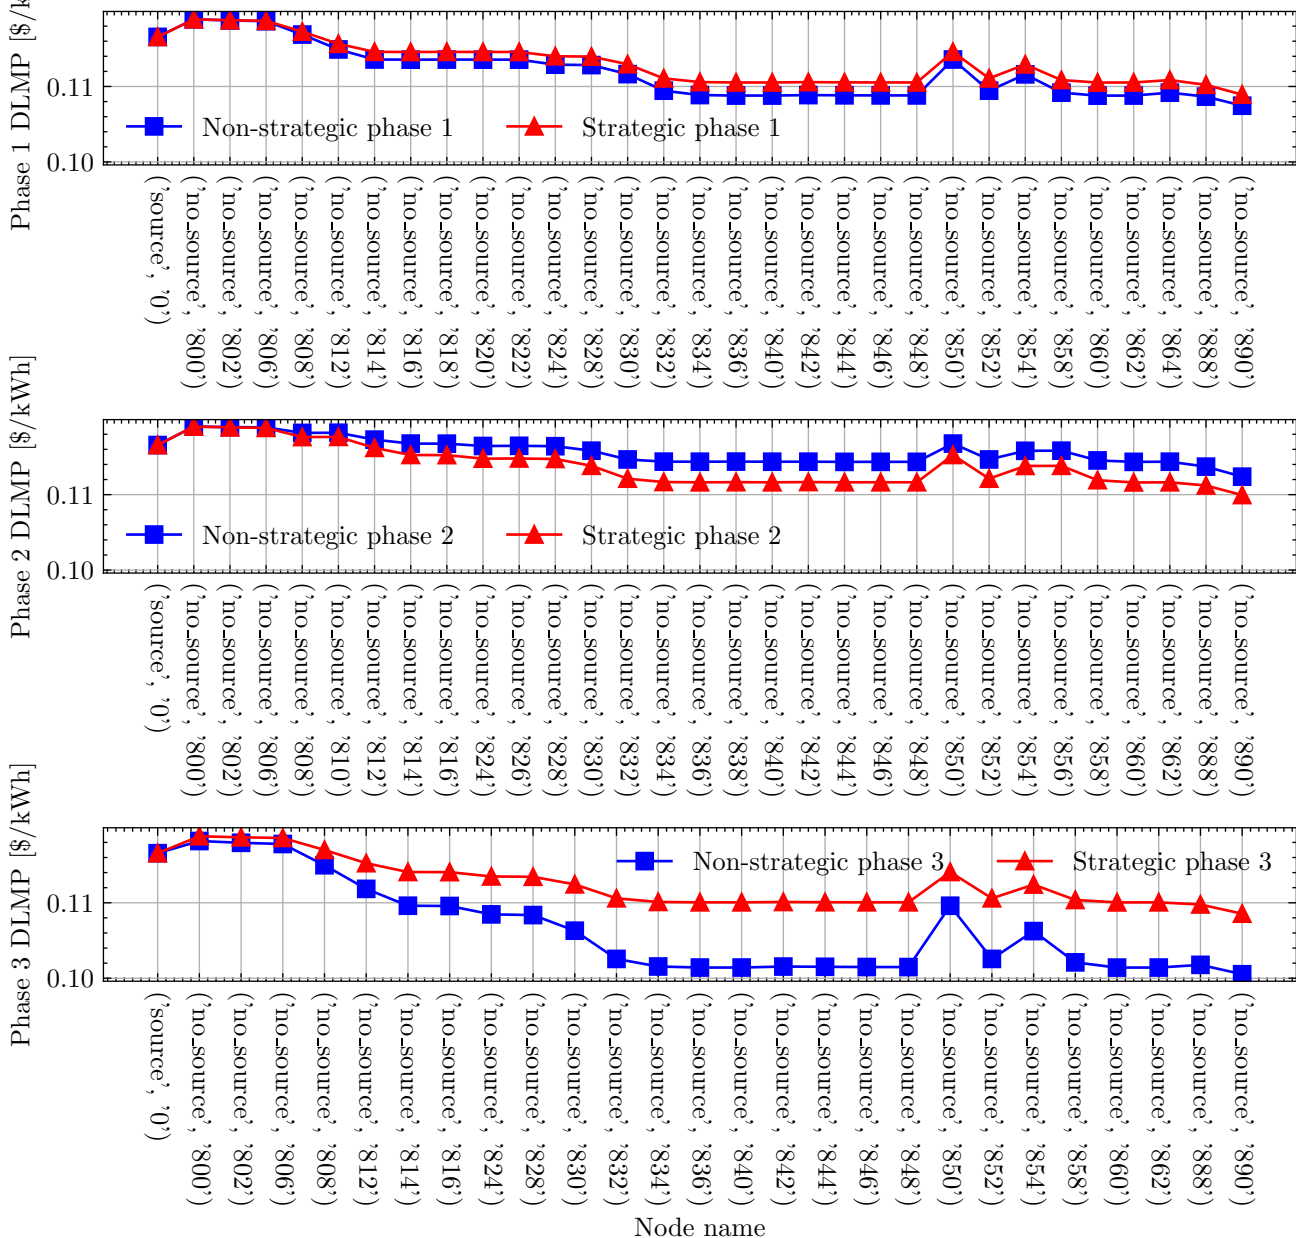 Phase 1 DLMP [$/k
0.11
0.10
Non-strategic phase 1
Strategic phase 1
('source', '0')
('no_source', '800')
('no_source', '802')
('no_source', '806')
('no_source', '808')
('no_source', '812')
('no_source', '814')
('no_source', '816')
('no_source', '818')
('no_source', '820')
('no_source', '822')
('no_source', '824')
('no_source', '828')
('no_source', '830')
('no_source', '832')
('no_source', '834')
('no_source', '836')
('no_source', '840')
('no_source', '842')
('no_source', '844')
('no_source', '846')
('no_source', '848')
('no_source', '850')
('no_source', '852')
('no_source', '854')
('no_source', '858')
('no_source', '860')
('no_source', '862')
('no_source', '864')
('no_source', '888')
('no_source', '890')
Phase 2 DLMP [$/kWh]
0.11
0.10
Non-strategic phase 2
Strategic phase 2
('source', '0')
('no_source', '800')
('no_source', '802')
('no_source', '806')
('no_source', '808')
('no_source', '810')
('no_source', '812')
('no_source', '814')
('no_source', '816')
('no_source', '824')
('no_source', '826')
('no_source', '828')
('no_source', '830')
('no_source', '832')
('no_source', '834')
('no_source', '836')
('no_source', '838')
('no_source', '840')
('no_source', '842')
('no_source', '844')
('no_source', '846')
('no_source', '848')
('no_source', '850')
('no_source', '852')
('no_source', '854')
('no_source', '856')
('no_source', '858')
('no_source', '860')
('no_source', '862')
('no_source', '888')
('no_source', '890')
Phase 3 DLMP [$/kWh]
0.11
0.10
Non-strategic phase 3
Strategic phase 3
('source', '0')
('no_source', '800')
('no_source', '802')
('no_source', '806')
('no_source', '808')
('no_source', '812')
('no_source', '814')
('no_source', '816')
('no_source', '824')
('no_source', '828')
('no_source', '830')
('no_source', '832')
('no_source', '834')
('no_source', '836')
('no_source', '840')
('no_source', '842')
('no_source', '844')
('no_source', '846')
('no_source', '848')
('no_source', '850')
('no_source', '852')
('no_source', '854')
('no_source', '858')
('no_source', '860')
('no_source', '862')
('no_source', '888')
('no_source', '890')
Node name